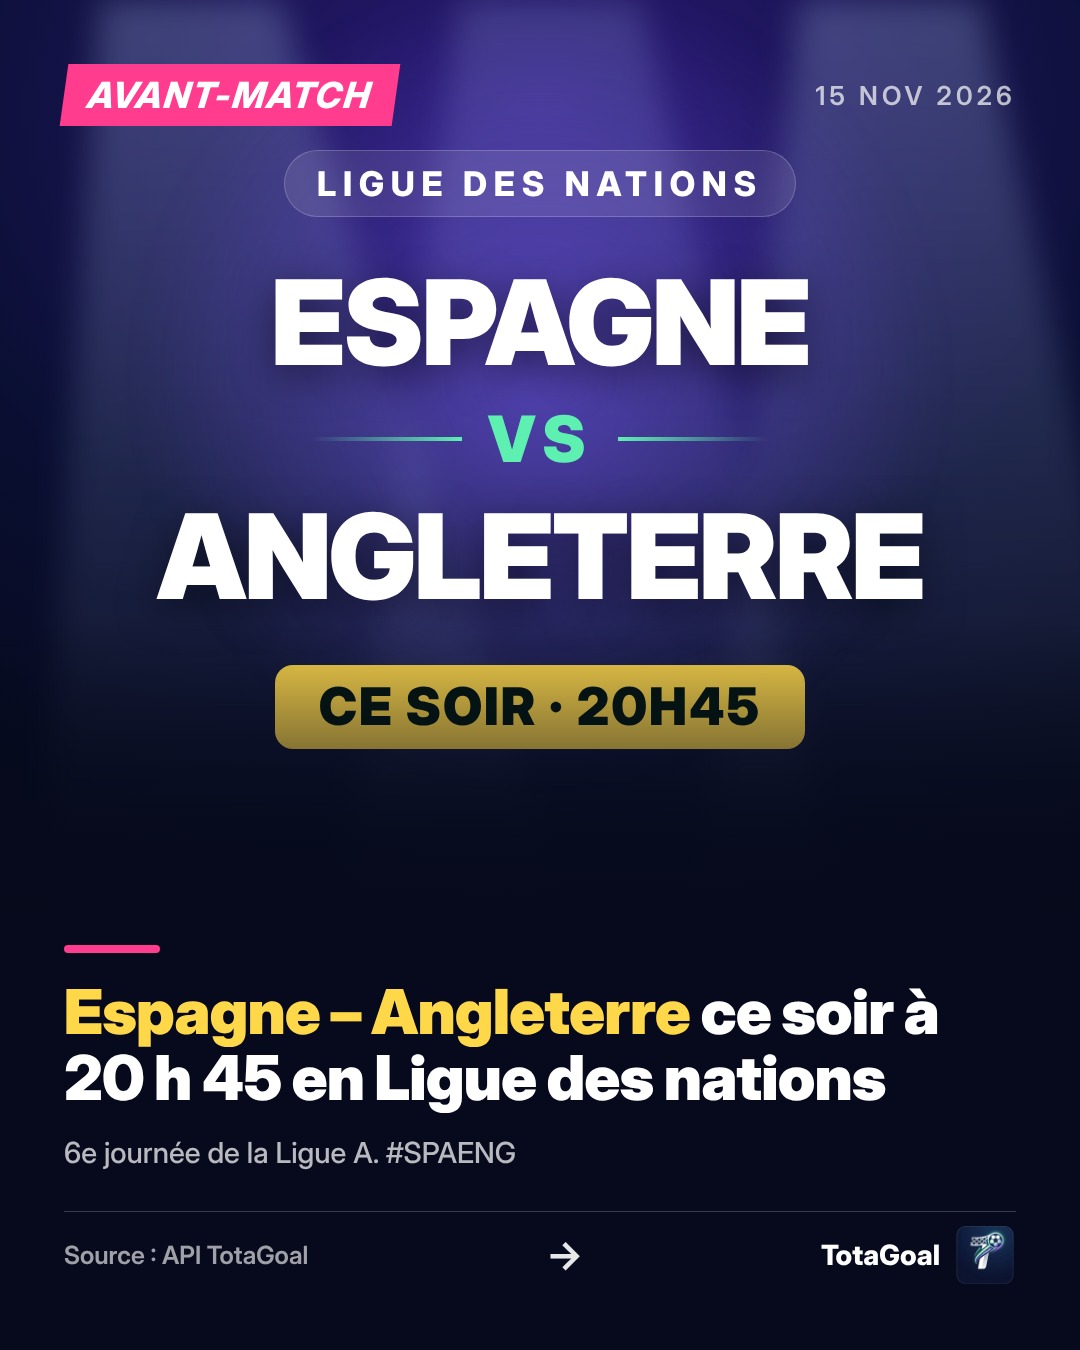 AVANT-MATCH
15 NOV 2026
LIGUE DES NATIONS
ESPAGNE
VS
ANGLETERRE
CE SOIR · 20H45
Espagne – Angleterre ce soir à
20 h 45 en Ligue des nations
6e journée de la Ligue A. #SPAENG
Source : API TotaGoal
→
TotaGoal